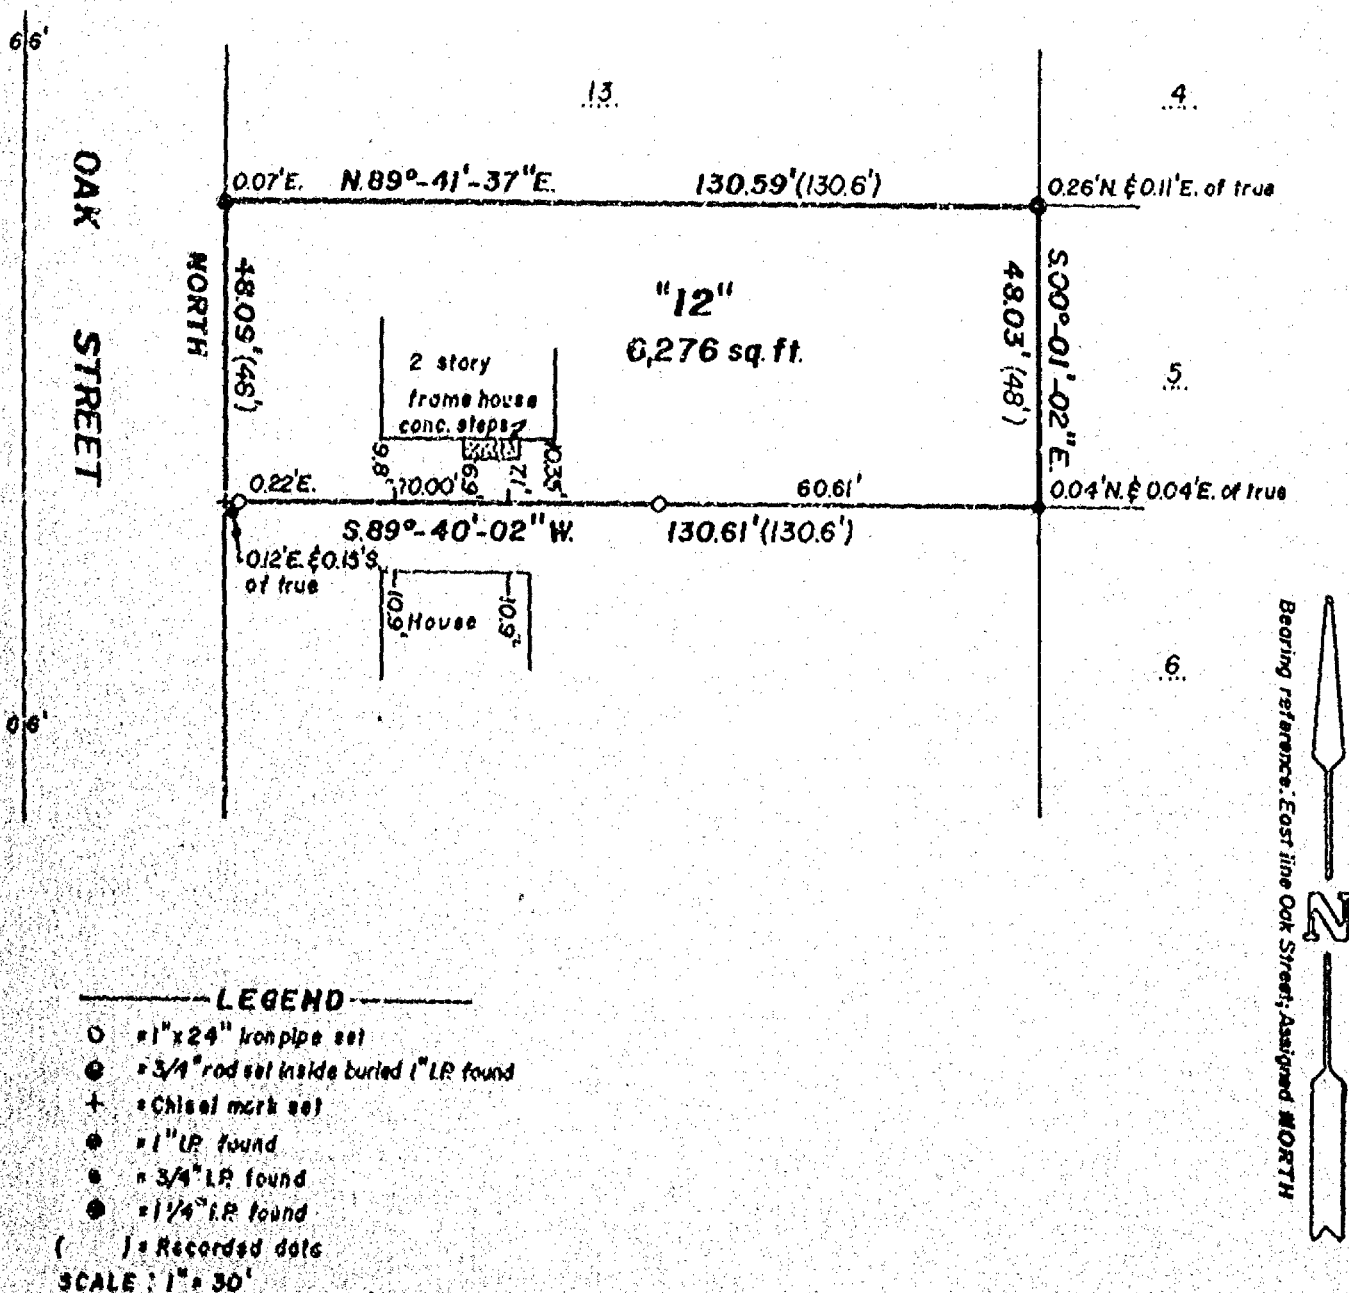 66'
OAK STREET
13
4
0.07'E.
N.89°-41'-37"E.
130.59'(130.6')
0.26'N. & 0.11'E. of true
NORTH
48.09'(48')
"12"
6,276 sq. ft.
48.03' (48')
S.00°-01'-02"E.
5
2 story
frame house
conc. steps
9.8'
6.9'
7.1'
10.35'
0.22'E.
70.00'
60.61'
0.04'N. & 0.04'E. of true
S.89°-40'-02"W.
130.61'(130.6')
0.12'E. & 0.15'S.
of true
10.9'
House
10.9'
6
66'
Bearing reference: East line Oak Street; Assigned NORTH
N
LEGEND
= 1" x 24" Iron pipe set
= 3/4" rod set inside buried 1" I.P. found
+ = Chisel mark set
= 1" I.P. found
= 3/4" I.P. found
= 1 1/4" I.P. found
( ) = Recorded data
SCALE : 1" = 30'